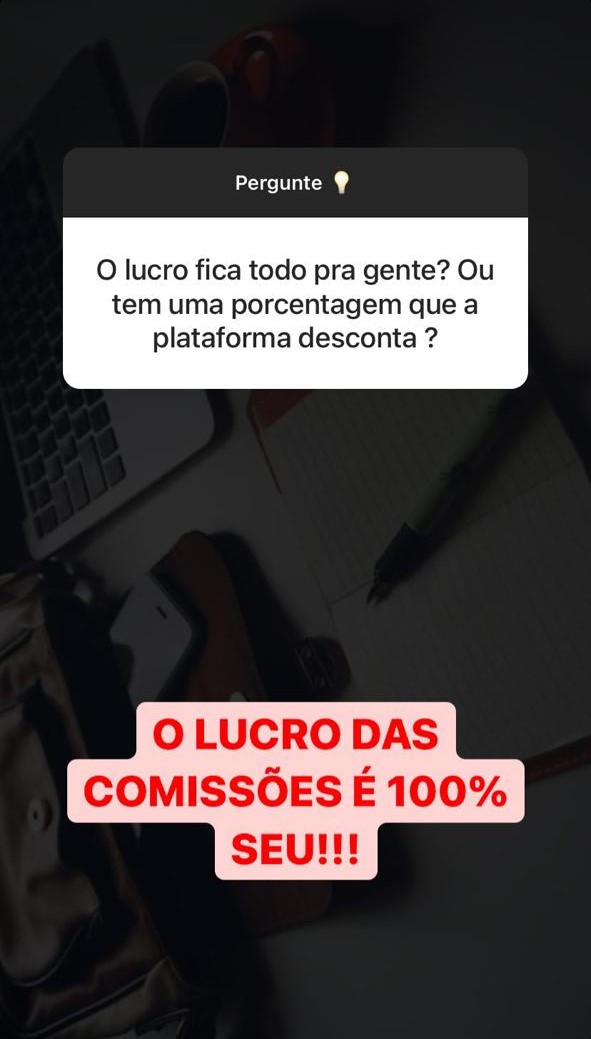 Pergunte 💡
O lucro fica todo pra gente? Ou
tem uma porcentagem que a
plataforma desconta ?
O LUCRO DAS
COMISSÕES É 100%
SEU!!!